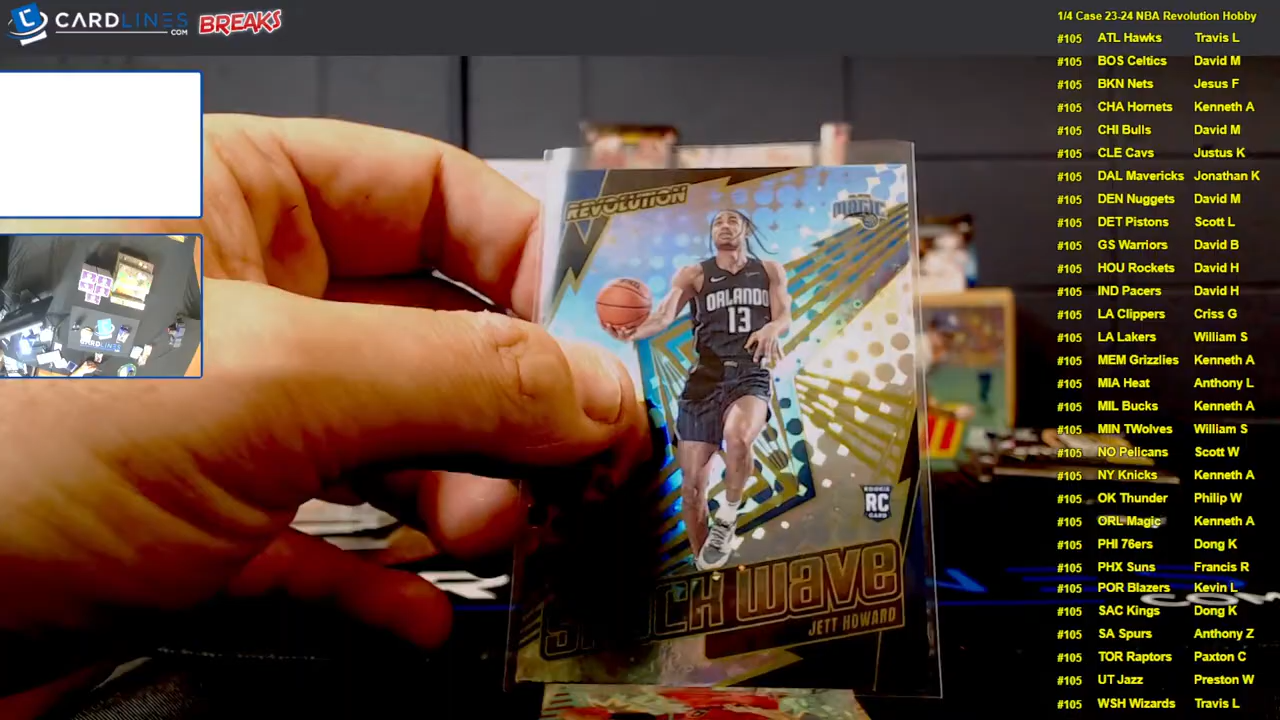 CARDLINES
.COM
BREAKS
1/4 Case 23-24 NBA Revolution Hobby
#105 ATL Hawks Travis L
#105 BOS Celtics David M
#105 BKN Nets Jesus F
#105 CHA Hornets Kenneth A
#105 CHI Bulls David M
#105 CLE Cavs Justus K
#105 DAL Mavericks Jonathan K
#105 DEN Nuggets David M
#105 DET Pistons Scott L
#105 GS Warriors David B
#105 HOU Rockets David H
#105 IND Pacers David H
#105 LA Clippers Criss G
#105 LA Lakers William S
#105 MEM Grizzlies Kenneth A
#105 MIA Heat Anthony L
#105 MIL Bucks Kenneth A
#105 MIN TWolves William S
#105 NO Pelicans Scott W
#105 NY Knicks Kenneth A
#105 OK Thunder Philip W
#105 ORL Magic Kenneth A
#105 PHI 76ers Dong K
#105 PHX Suns Francis R
#105 POR Blazers Kevin L
#105 SAC Kings Dong K
#105 SA Spurs Anthony Z
#105 TOR Raptors Paxton C
#105 UT Jazz Preston W
#105 WSH Wizards Travis L
REVOLUTION
MAGIC
ORLANDO
13
ROOKIE
RC
CARD
SHOCK WAVE
JETT HOWARD